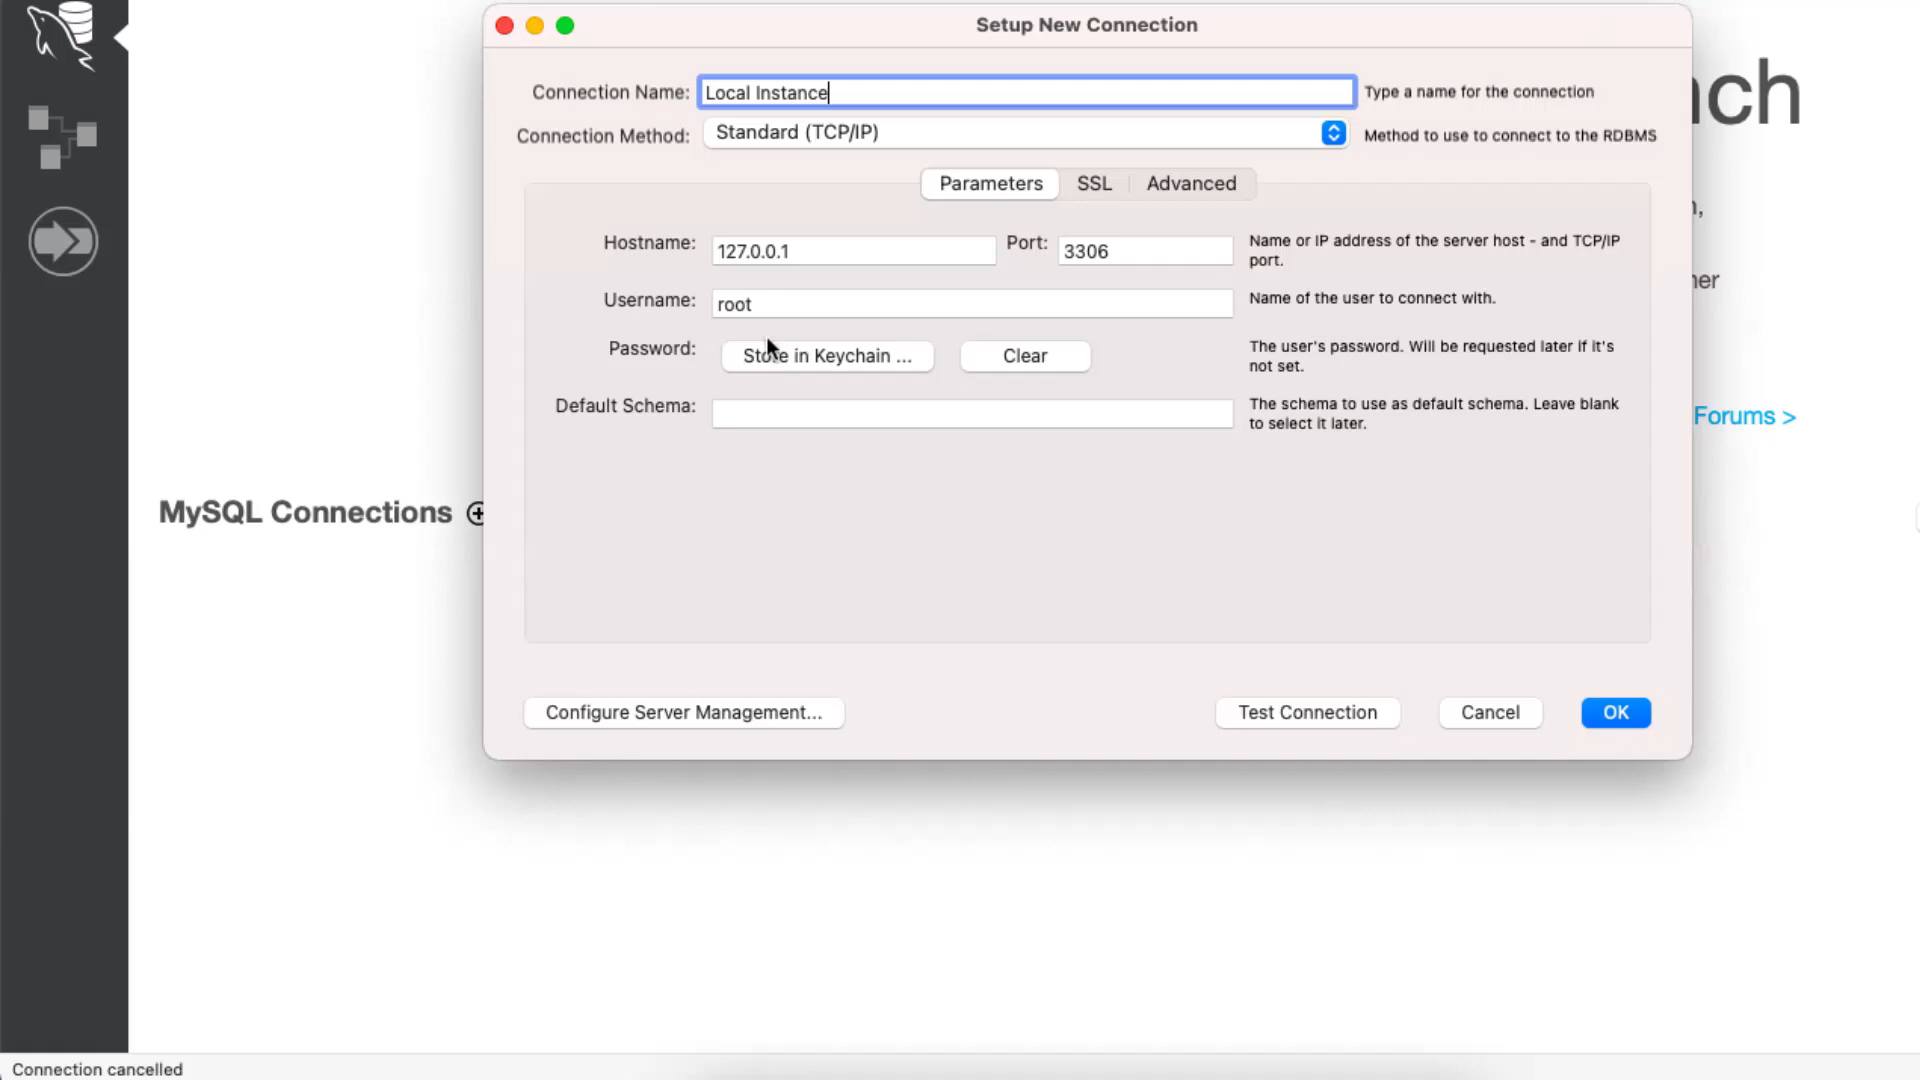 Setup New Connection
Connection Name: Local Instance Type a name for the connection
Connection Method: Standard (TCP/IP) Method to use to connect to the RDBMS
Parameters SSL Advanced
Hostname: 127.0.0.1 Port: 3306 Name or IP address of the server host - and TCP/IP
port.
Username: root Name of the user to connect with.
Password: Store in Keychain ... Clear The user's password. Will be requested later if it's
not set.
Default Schema: The schema to use as default schema. Leave blank
to select it later.
Forums >
MySQL Connections
Configure Server Management... Test Connection Cancel OK
Connection cancelled